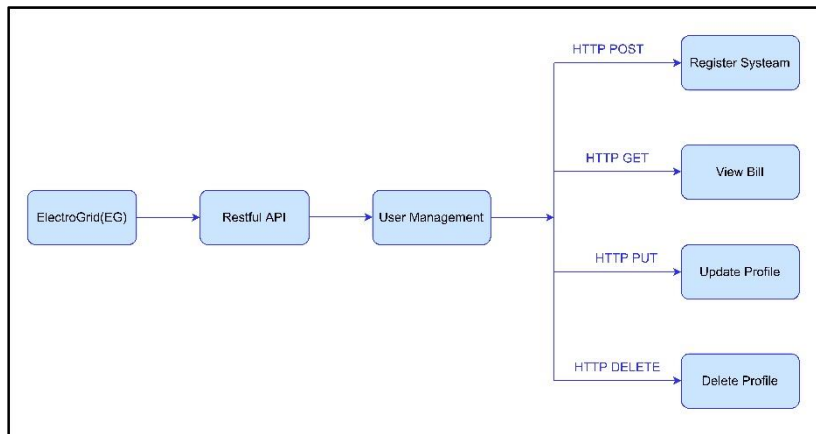 HTTP POST
Register Systeam
HTTP GET
View Bill
ElectroGrid(EG)
Restful API
User Management
HTTP PUT
Update Profile
HTTP DELETE
Delete Profile